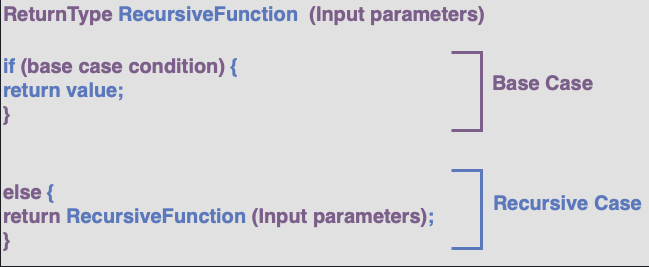 ReturnType RecursiveFunction (Input parameters)
if (base case condition) {
return value;
}
Base Case
else {
return RecursiveFunction (Input parameters);
}
Recursive Case